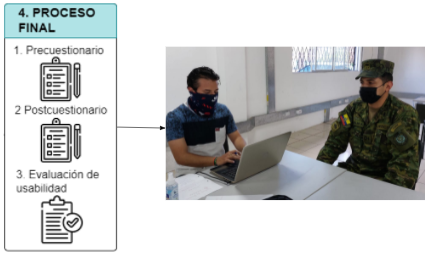 4. PROCESO
FINAL
1. Precuestionario
2 Postcuestionario
3. Evaluación de
usabilidad